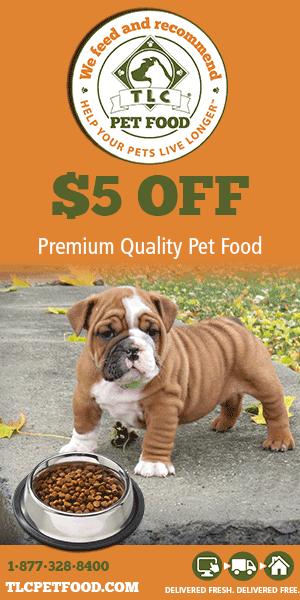 We feed and recommend
TLC®
PET FOOD
HELP YOUR PETS LIVE LONGER™
$5 OFF
Premium Quality Pet Food
1-877-328-8400
TLCPETFOOD.COM
DELIVERED FRESH. DELIVERED FREE.